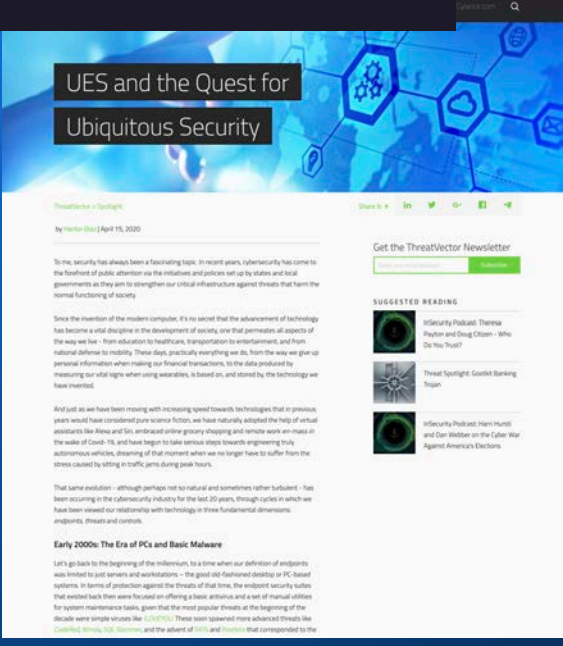 Cylance.com
UES and the Quest for
Ubiquitous Security
ThreatVector » Spotlight
Share It →
by Hector Diaz | April 15, 2020
To me, security has always been a fascinating topic. In recent years, cybersecurity has come to
the forefront of public attention via the initiatives and policies set up by states and local
governments as they aim to strengthen our critical infrastructure against threats that harm the
normal functioning of society.
Since the invention of the modern computer, it's no secret that the advancement of technology
has become a vital discipline in the development of society, one that permeates all aspects of
the way we live - from education to healthcare, transportation to entertainment, and from
national defense to mobility. These days, practically everything we do, from the way we give up
personal information when making our financial transactions, to the data produced by
measuring our vital signs when using wearables, is based on, and stored by, the technology we
have invented.
And just as we have been moving with increasing speed towards technologies that in previous
years would have considered pure science fiction, we have naturally adopted the help of virtual
assistants like Alexa and Siri, embraced online grocery shopping and remote work en-mass in
the wake of Covid-19, and have begun to take serious steps towards engineering truly
autonomous vehicles, dreaming of that moment when we no longer have to suffer from the
stress caused by sitting in traffic jams during peak hours.
That same evolution - although perhaps not so natural and sometimes rather turbulent - has
been occurring in the cybersecurity industry for the last 20 years, through cycles in which we
have been viewed our relationship with technology in three fundamental dimensions:
endpoints, threats and controls.
Early 2000s: The Era of PCs and Basic Malware
Let's go back to the beginning of the millennium, to a time when our definition of endpoints
was limited to just servers and workstations – the good old-fashioned desktop or PC-based
systems. In terms of protection against the threats of that time, the endpoint security suites
that existed back then were focused on offering a basic antivirus and a set of manual utilities
for system maintenance tasks, given that the most popular threats at the beginning of the
decade were simple viruses like ILOVEYOU. These soon spawned more advanced threats like
CodeRed, Nimda, SQL Slammer, and the advent of that corresponded to the
Get the ThreatVector Newsletter
Subscribe
SUGGESTED READING
InSecurity Podcast: Theresa
Payton and Doug Citizen - Who
Do You Trust?
Threat Spotlight: Gootkit Banking
Trojan
InSecurity Podcast: Harri Hursti
and Dan Webber on the Cyber War
Against America's Elections